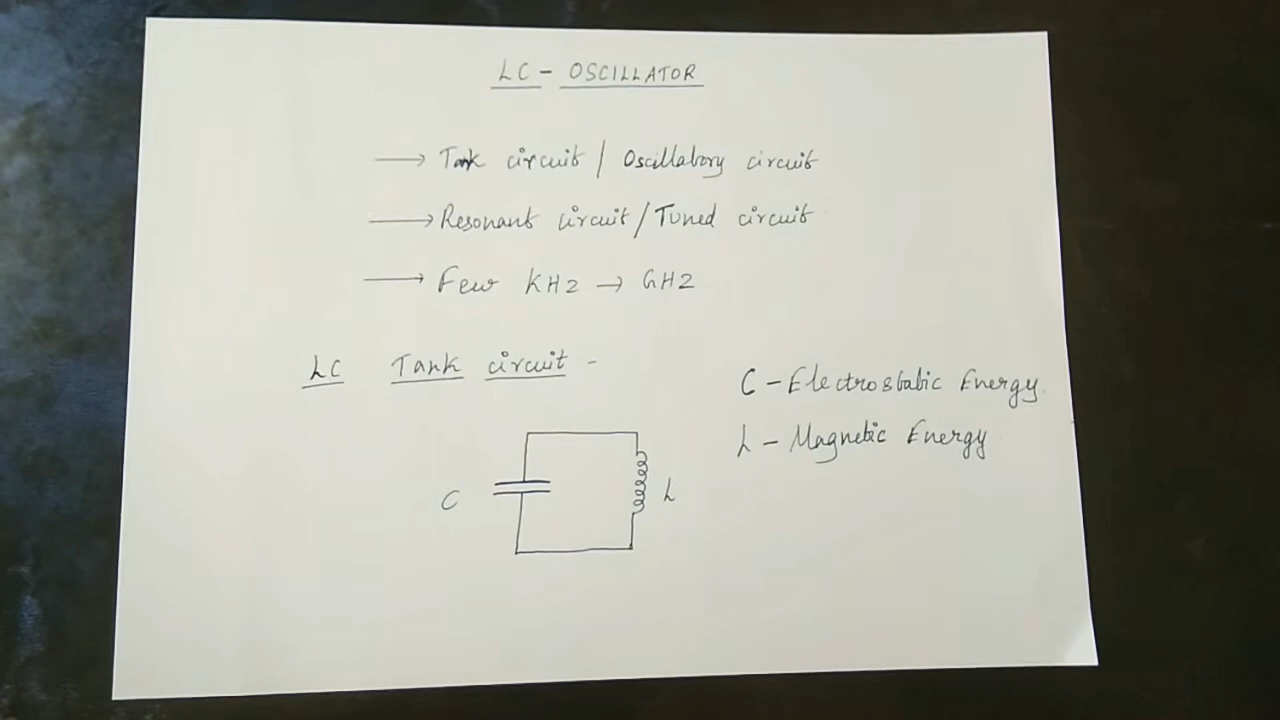 LC - OSCILLATOR
→ Tank circuit / Oscillatory circuit
→ Resonant circuit / Tuned circuit
→ Few KHZ → GHZ
LC Tank circuit -
C - Electrostatic Energy.
L - Magnetic Energy
C
L